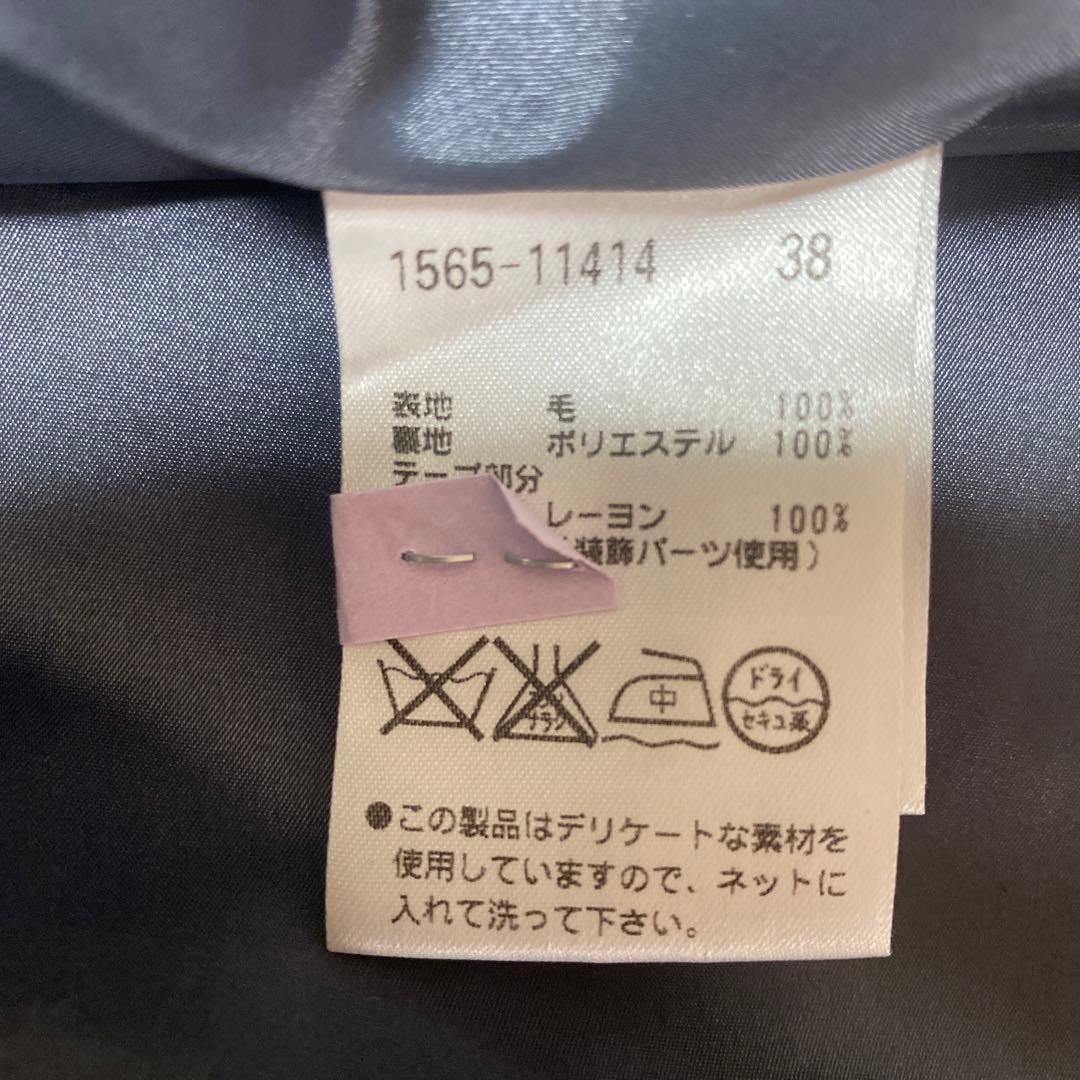 1565-11414 38
表地 毛 100%
裏地 ポリエステル 100%
テープ部分
レーヨン 100%
(装飾パーツ使用)
中 ドライ
セキユ系
●この製品はデリケートな素材を
使用していますので、ネットに
入れて洗って下さい。